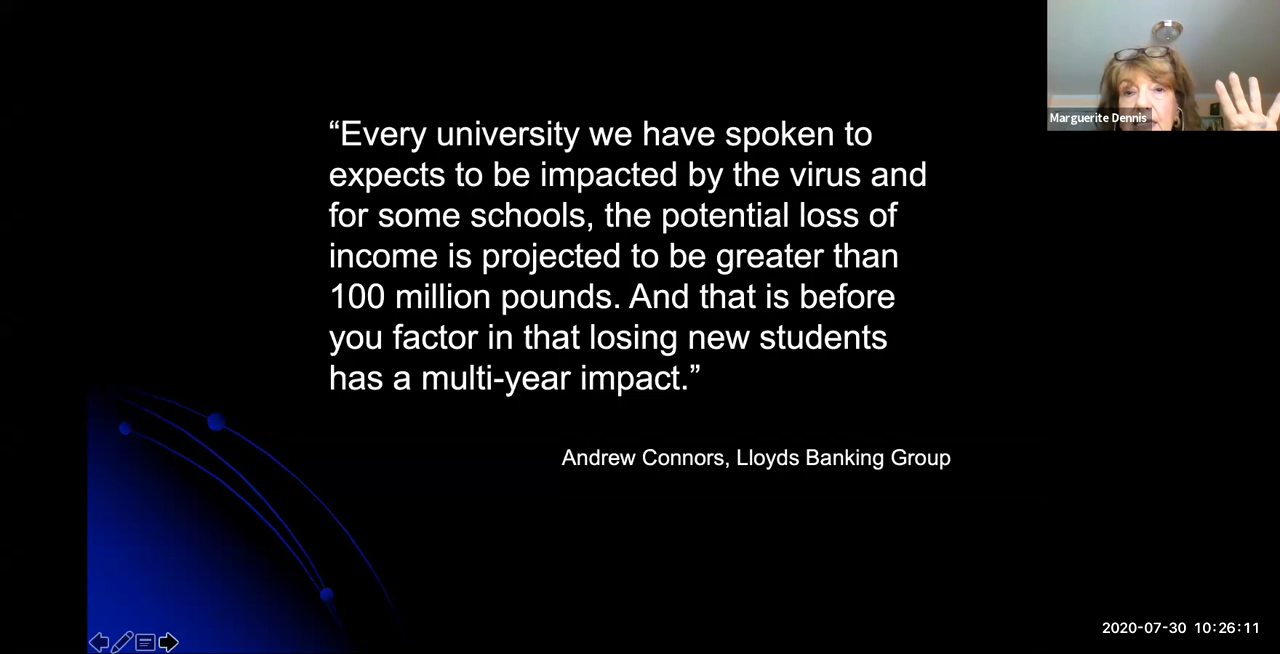 Marguerite Dennis
“Every university we have spoken to
expects to be impacted by the virus and
for some schools, the potential loss of
income is projected to be greater than
100 million pounds. And that is before
you factor in that losing new students
has a multi-year impact.”
Andrew Connors, Lloyds Banking Group
2020-07-30 10:26:11